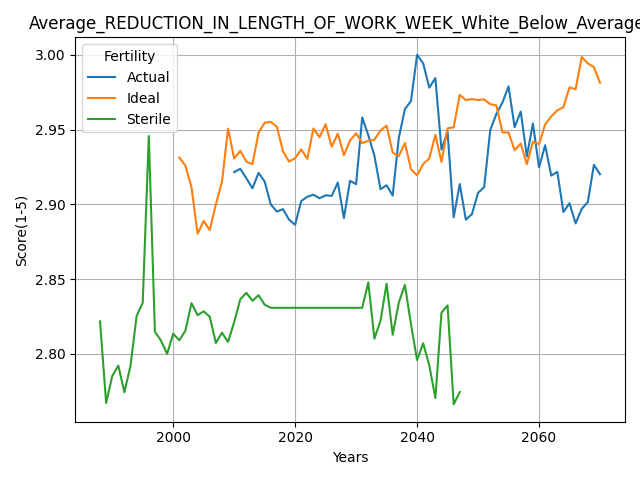 Average_REDUCTION_IN_LENGTH_OF_WORK_WEEK_White_Below_Average
Fertility
Actual
Ideal
Sterile
3.00
2.95
2.90
2.85
2.80
Score(1-5)
2000 2020 2040 2060
Years